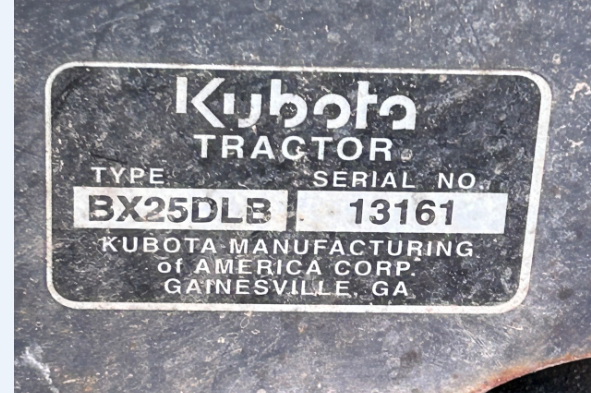 Kubota
TRACTOR
TYPE SERIAL NO.
BX25DLB 13161
KUBOTA MANUFACTURING
of AMERICA CORP.
GAINESVILLE, GA